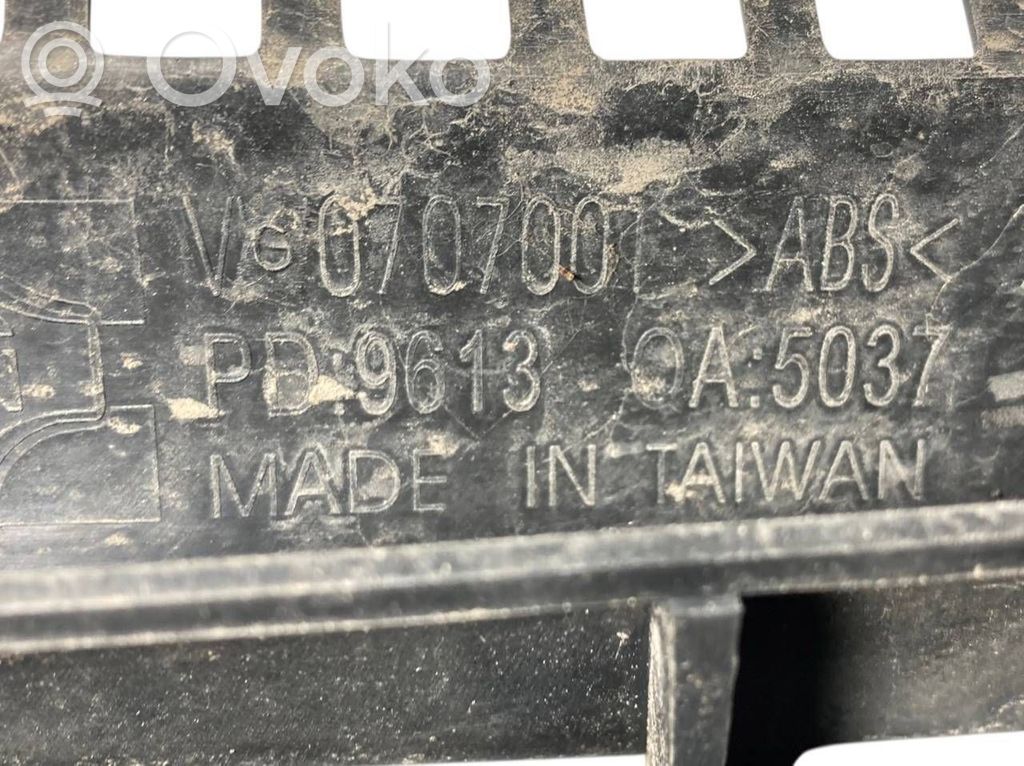 Ovoko
VG0707001 >ABS<
PD:9613 OA:5037
MADE IN TAIWAN